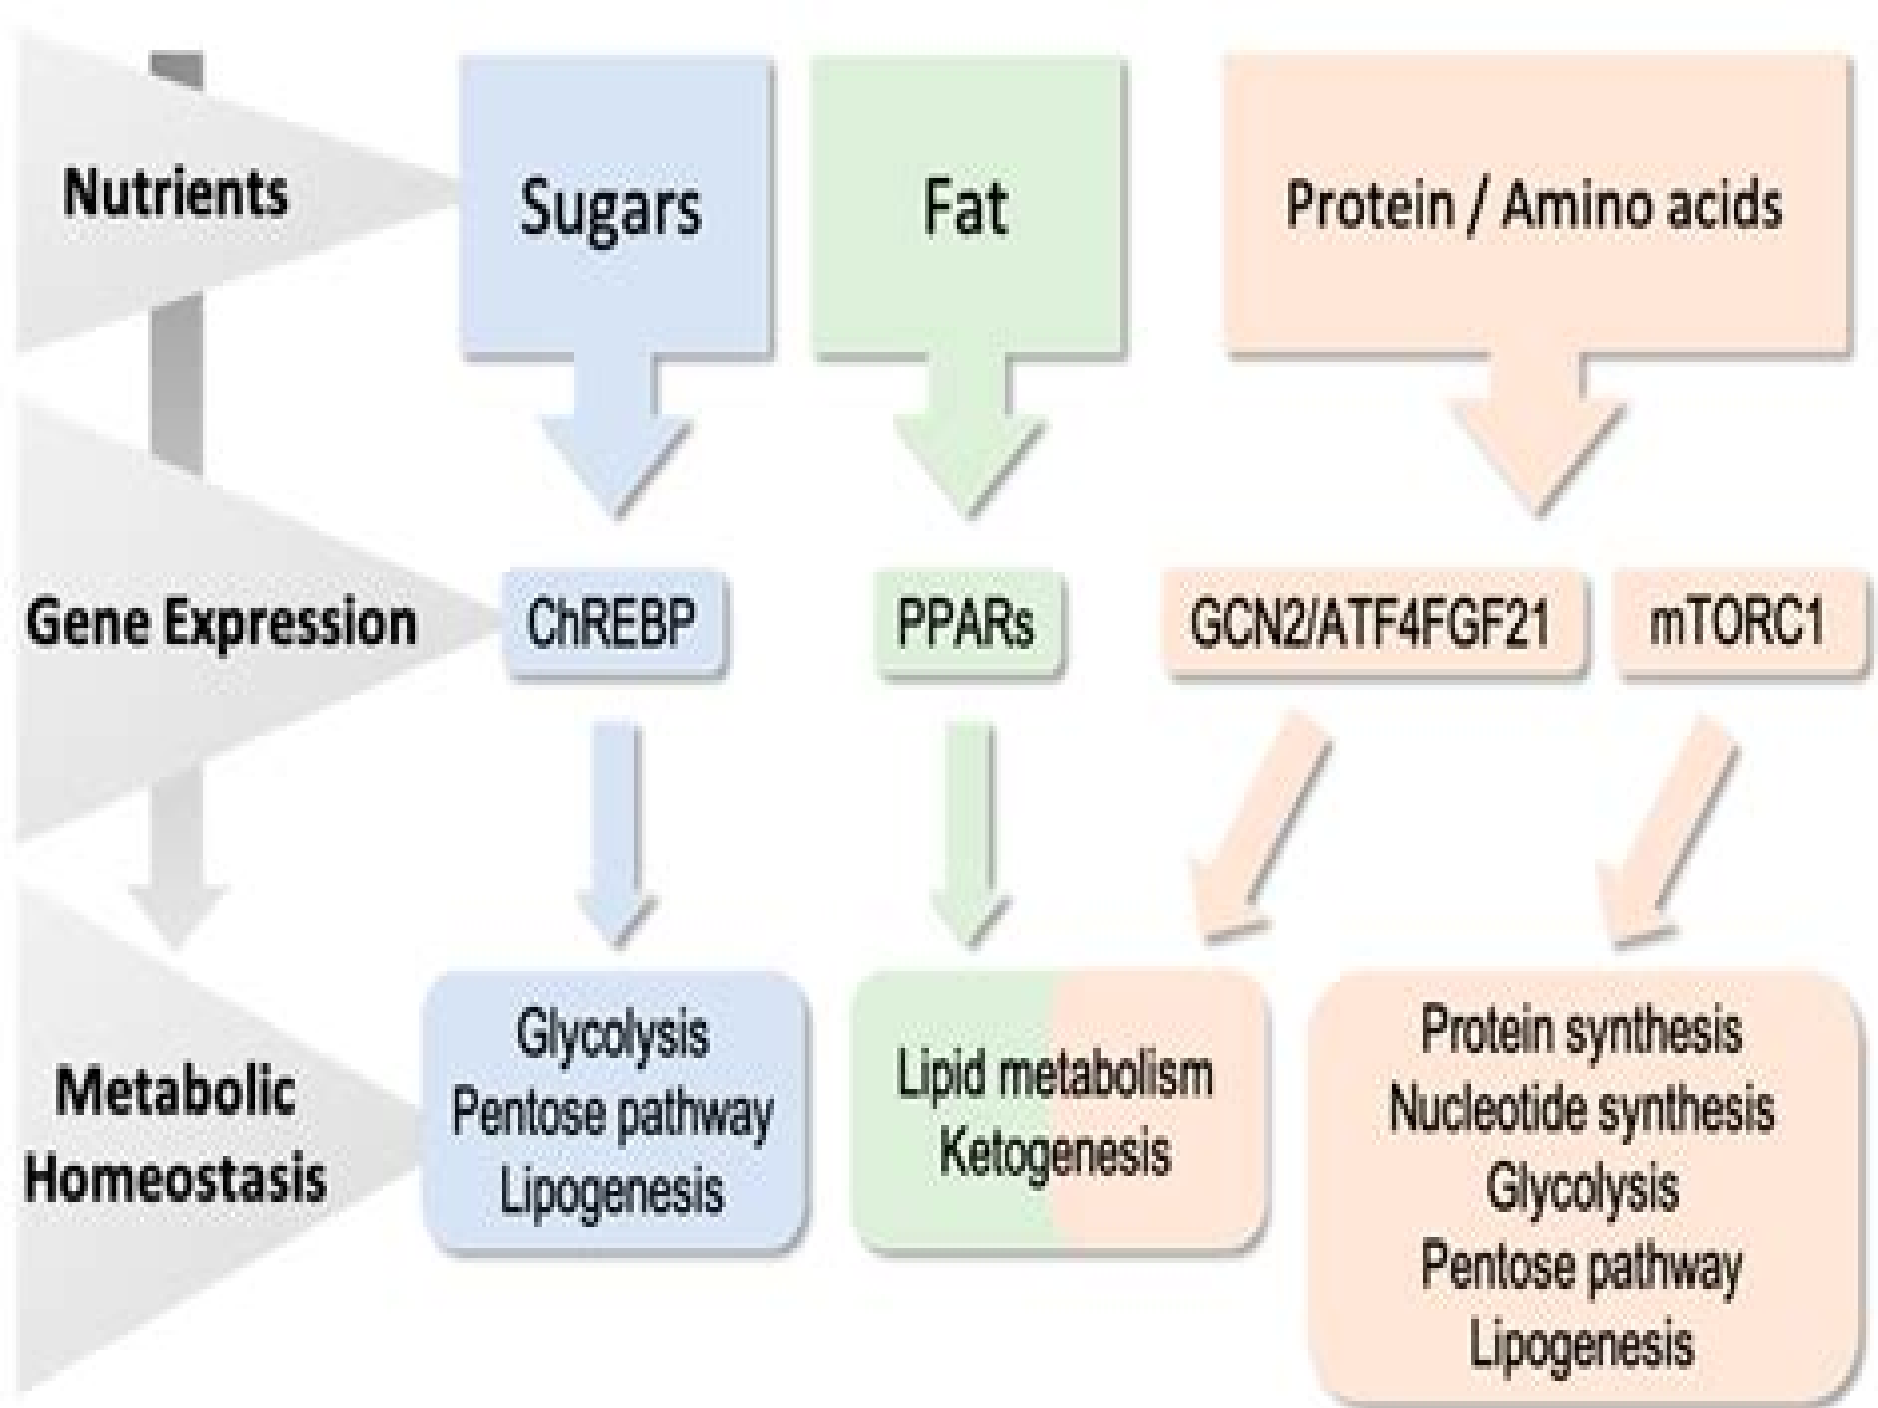 Nutrients
Sugars
Fat
Protein / Amino acids
Gene Expression
ChREBP
PPARs
GCN2/ATF4FGF21
mTORC1
Metabolic
Homeostasis
Glycolysis
Pentose pathway
Lipogenesis
Lipid metabolism
Ketogenesis
Protein synthesis
Nucleotide synthesis
Glycolysis
Pentose pathway
Lipogenesis